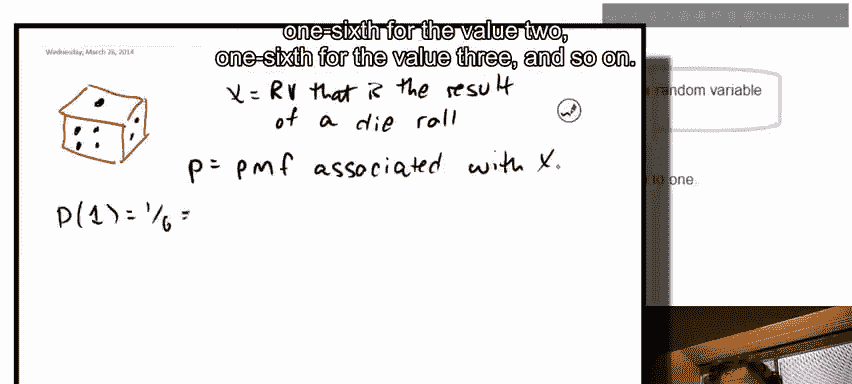 one-sixth for the value two,
one-sixth for the value three, and so on.
Wednesday, March 26, 2014
X = RV that is the result
of a die roll
random variable
p = pmf associated with X.
to one.
p(1) = 1/6 =